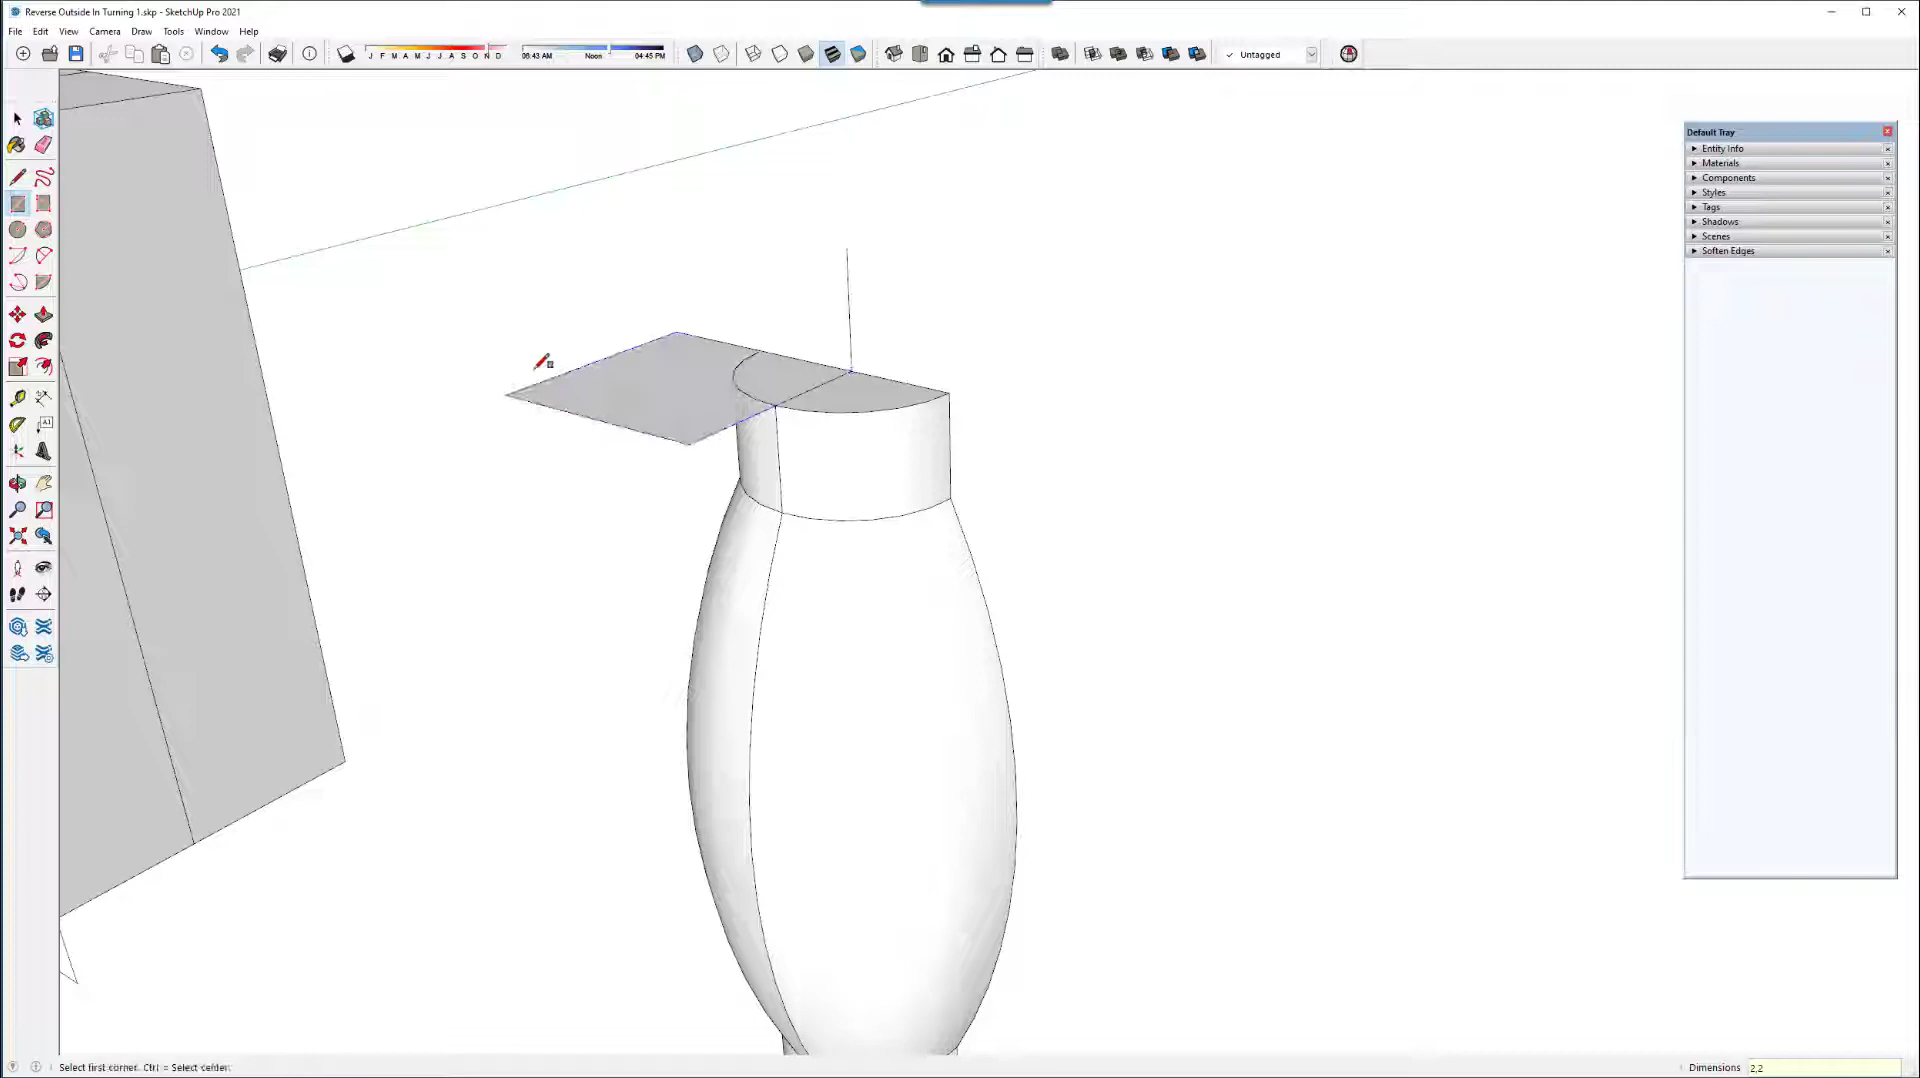 Reverse Outside In Turning 1.skp - SketchUp Pro 2021
File Edit View Camera Draw Tools Window Help
J F M A M J J A S O N D
06:43 AM Noon 04:45 PM
✓ Untagged
A1
Default Tray
Entity Info
Materials
Components
Styles
Tags
Shadows
Scenes
Soften Edges
Select first corner. Ctrl = Select center.
Dimensions 2,2